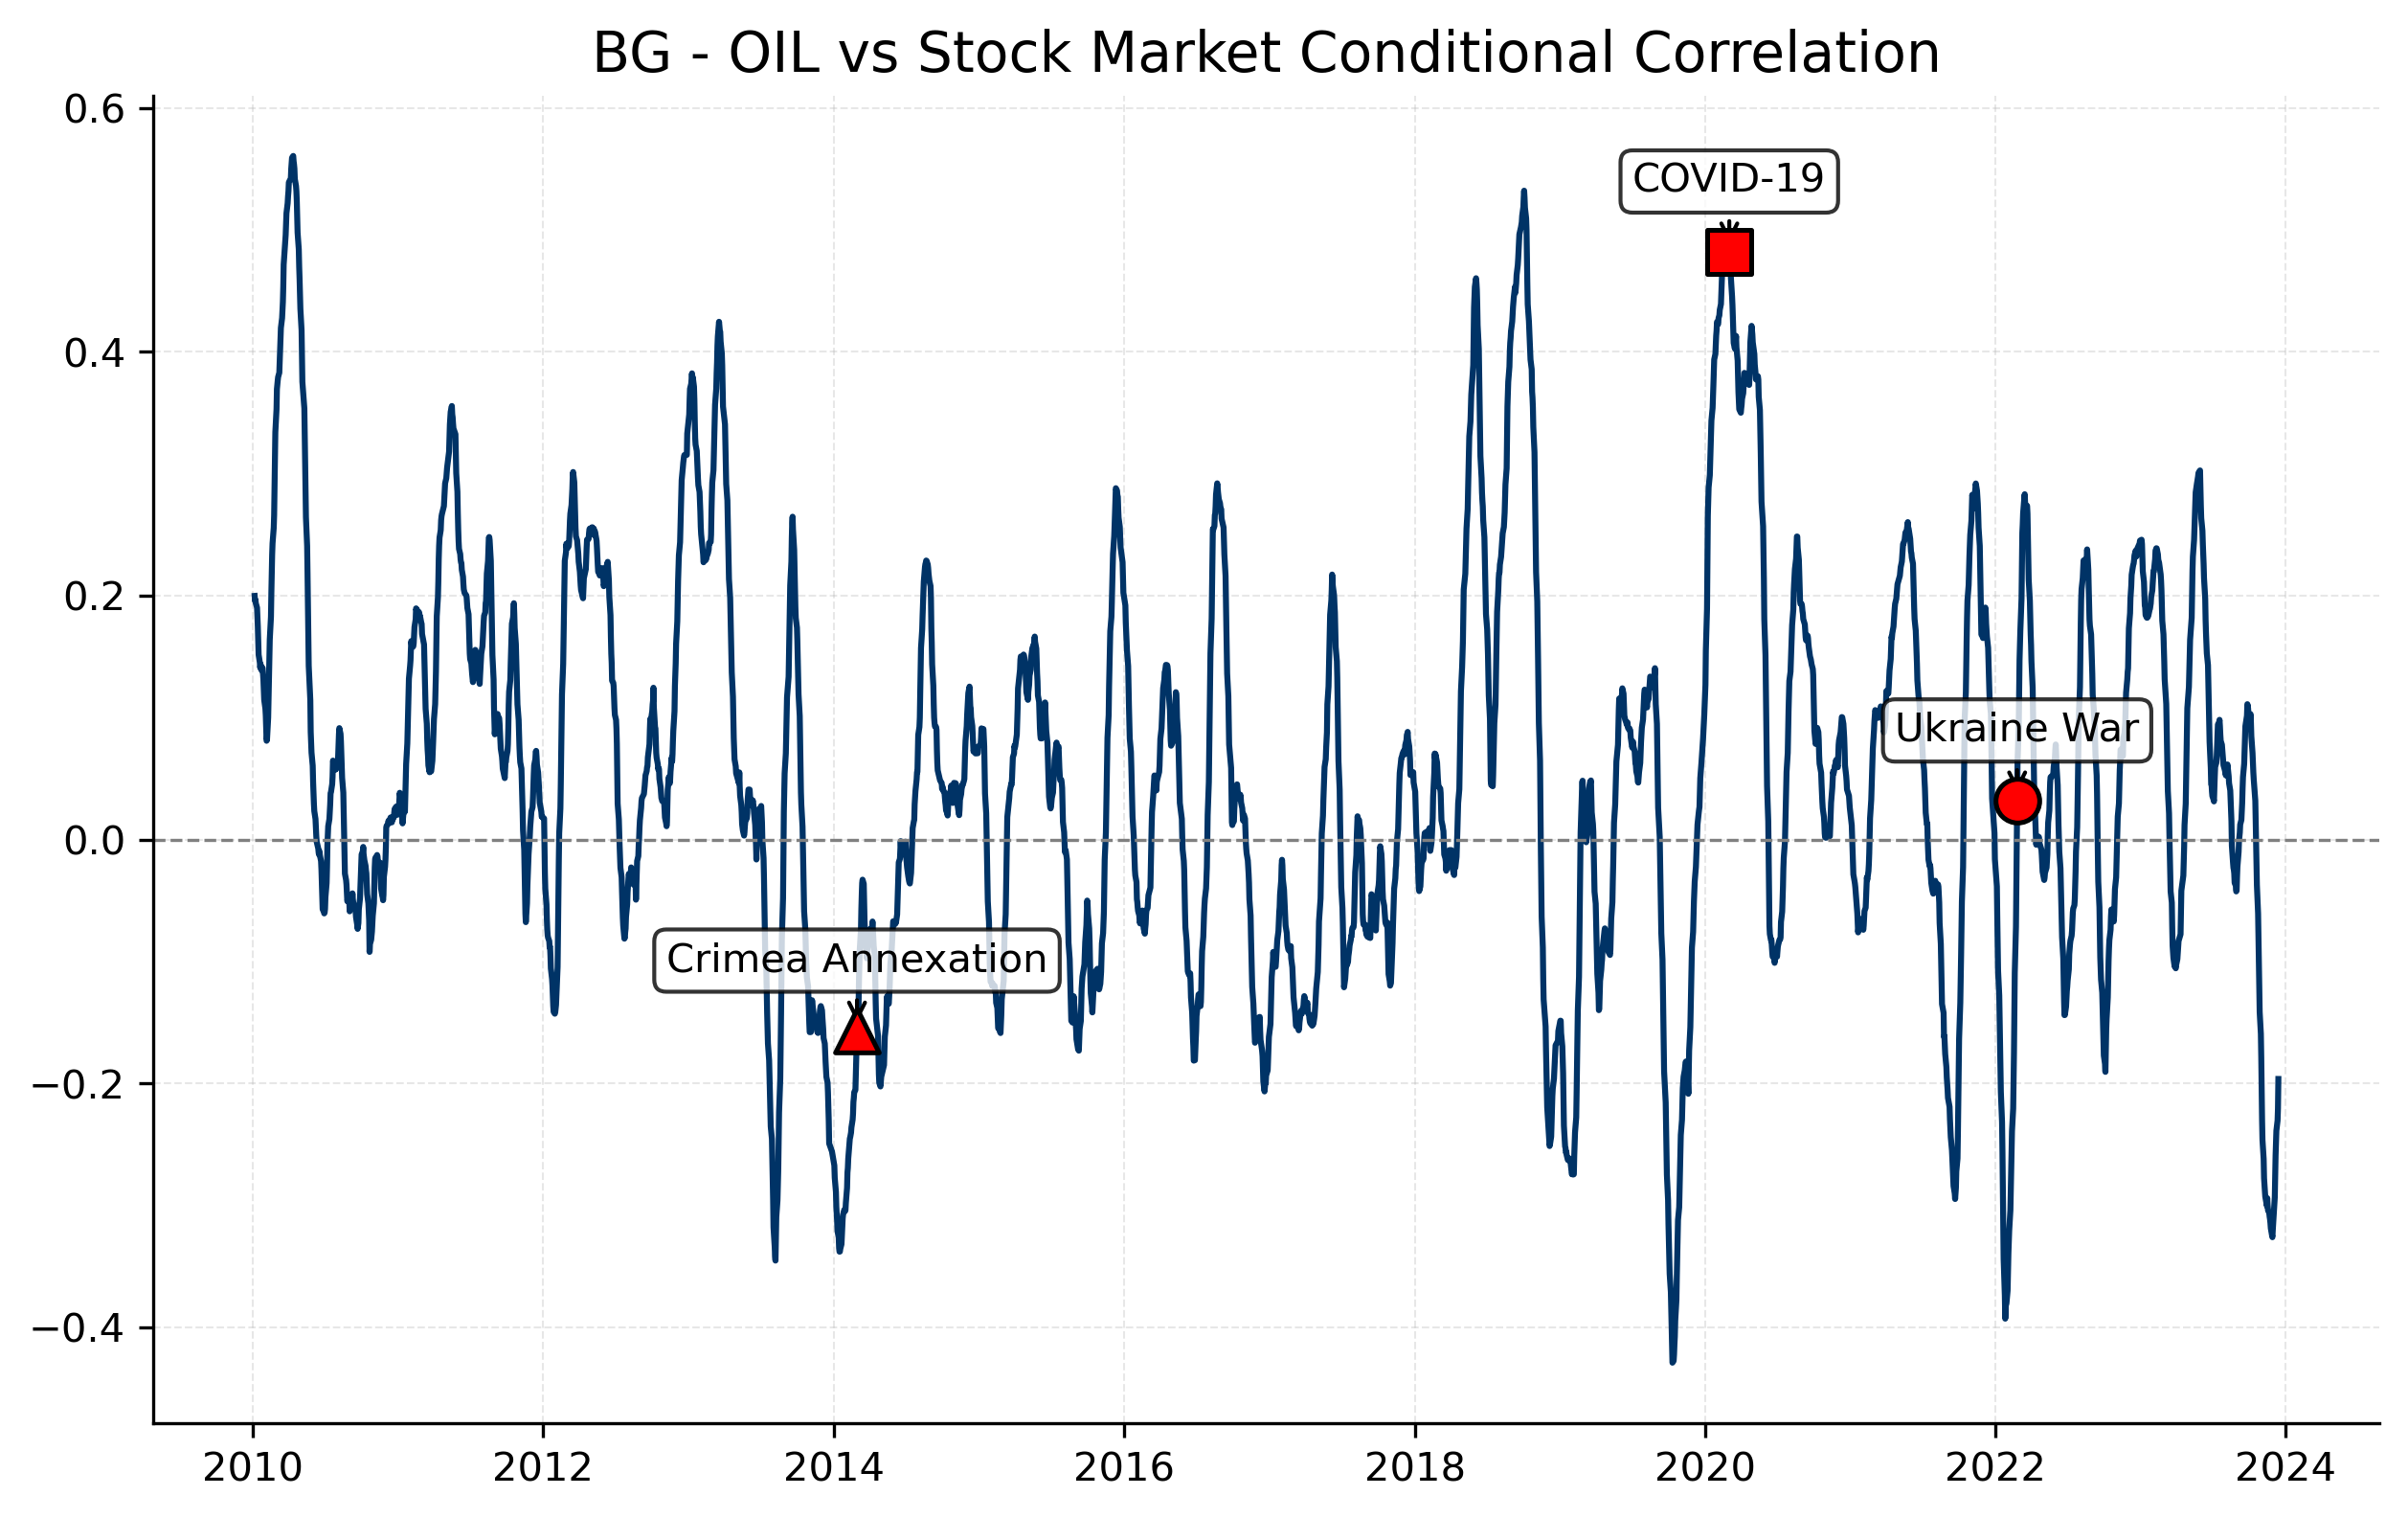 BG - OIL vs Stock Market Conditional Correlation
0.6
0.4
0.2
0.0
−0.2
−0.4
COVID-19
Ukraine War
Crimea Annexation
2010 2012 2014 2016 2018 2020 2022 2024